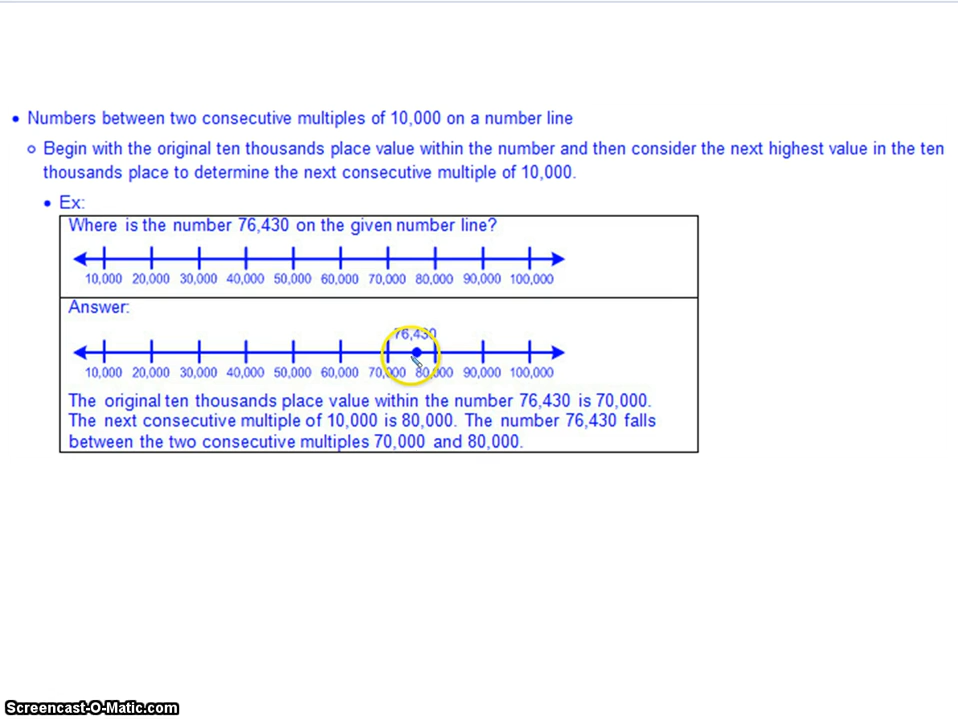 • Numbers between two consecutive multiples of 10,000 on a number line
o Begin with the original ten thousands place value within the number and then consider the next highest value in the ten
thousands place to determine the next consecutive multiple of 10,000.
• Ex:
Where is the number 76,430 on the given number line?
10,000 20,000 30,000 40,000 50,000 60,000 70,000 80,000 90,000 100,000
Answer:
76,430
10,000 20,000 30,000 40,000 50,000 60,000 70,000 80,000 90,000 100,000
The original ten thousands place value within the number 76,430 is 70,000.
The next consecutive multiple of 10,000 is 80,000. The number 76,430 falls
between the two consecutive multiples 70,000 and 80,000.
Screencast-O-Matic.com